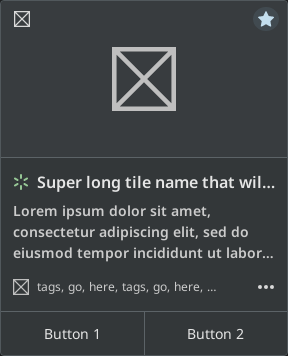 Super long tile name that wil...
Lorem ipsum dolor sit amet,
consectetur adipiscing elit, sed do
eiusmod tempor incididunt ut labor...
tags, go, here, tags, go, here, ...
Button 1
Button 2